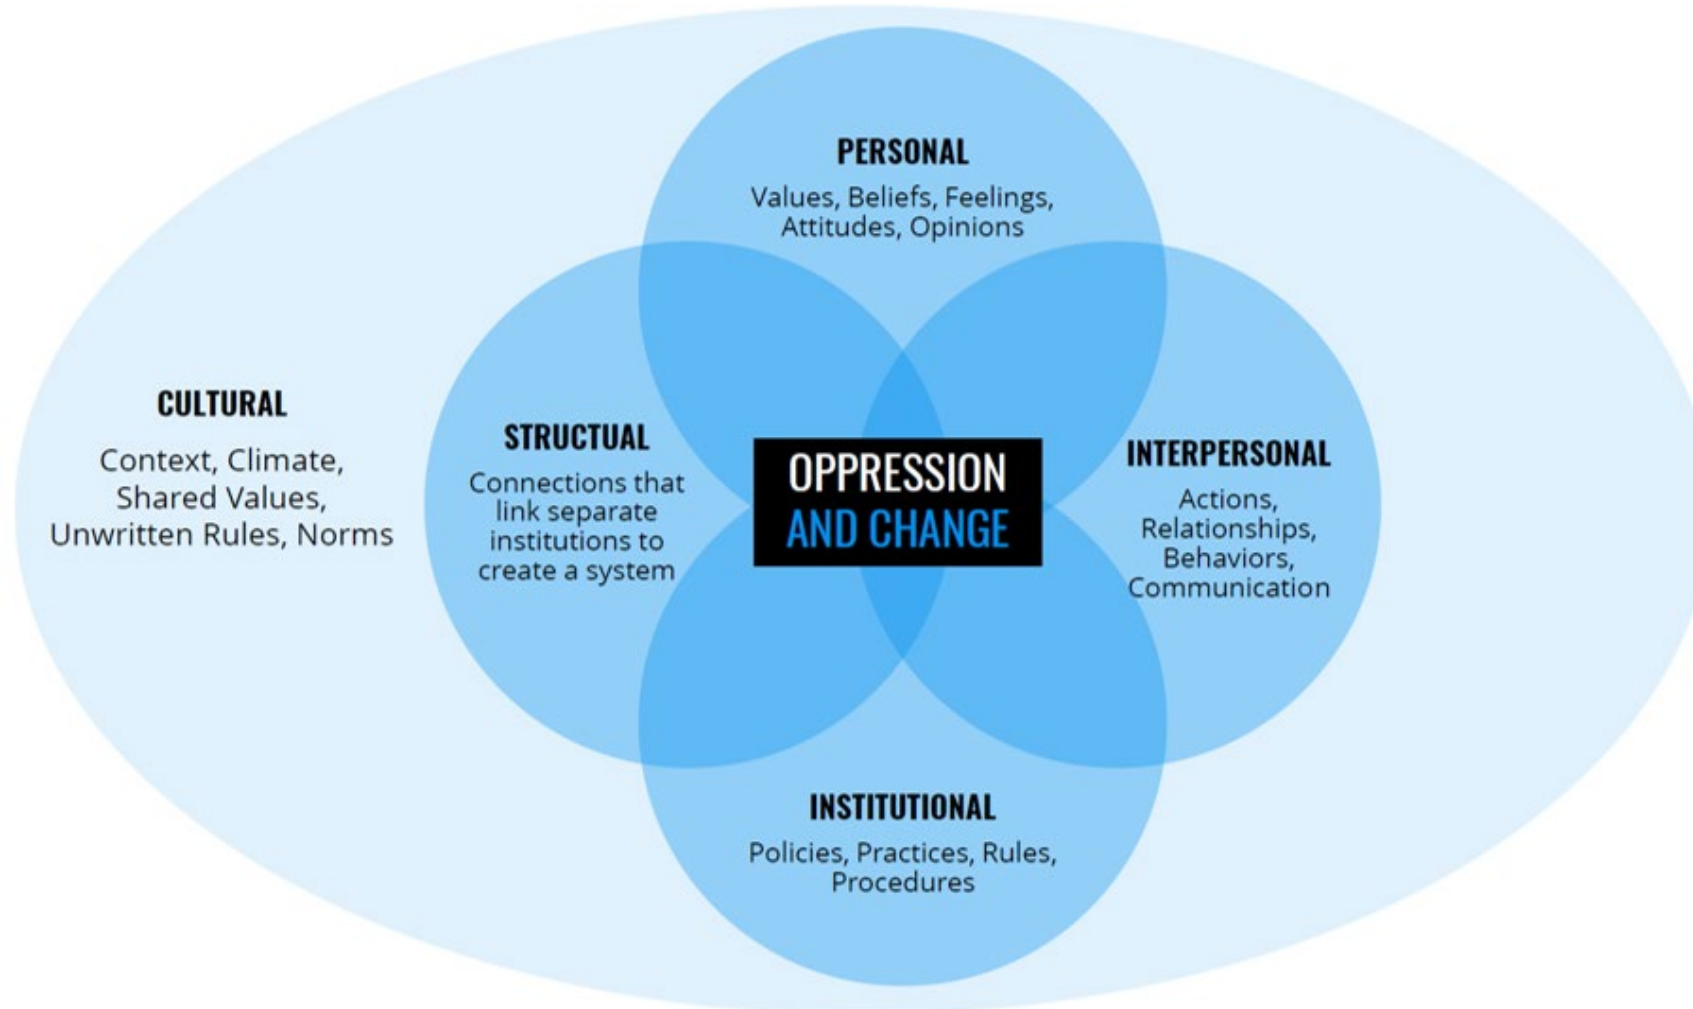 PERSONAL
Values, Beliefs, Feelings,
Attitudes, Opinions
CULTURAL
Context, Climate,
Shared Values,
Unwritten Rules, Norms
STRUCTUAL
Connections that
link separate
institutions to
create a system
OPPRESSION
AND CHANGE
INTERPERSONAL
Actions,
Relationships,
Behaviors,
Communication
INSTITUTIONAL
Policies, Practices, Rules,
Procedures